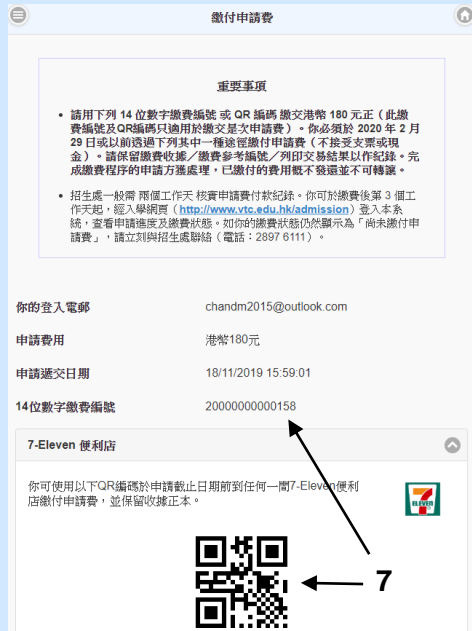 繳付申請費
重要事項
• 請用下列 14 位數字繳費編號 或 QR 編碼 繳交港幣 180 元正（此繳
費編號及QR編碼只適用於繳交是次申請費）。你必須於 2020 年 2 月
29 日或以前透過下列其中一種途徑繳付申請費（不接受支票或現
金）。請保留繳費收據／繳費參考編號／列印交易結果以作紀錄。完
成繳費程序的申請方獲處理，已繳付的費用概不發還並不可轉讓。
• 招生處一般需 兩個工作天 核實申請費付款紀錄。你可於繳費後第 3 個工
作天起，經入學網頁（http://www.vtc.edu.hk/admission）登入本系
統，查看申請進度及繳費狀態。如你的繳費狀態仍然顯示為「尚未繳付申
請費」，請立刻與招生處聯絡（電話：2897 6111）。
你的登入電郵 chandm2015@outlook.com
申請費用 港幣180元
申請遞交日期 18/11/2019 15:59:01
14位數字繳費編號 20000000000158
7-Eleven 便利店
你可使用以下QR編碼於申請截止日期前到任何一間7-Eleven便利
店繳付申請費，並保留收據正本。
ELEVEN
7